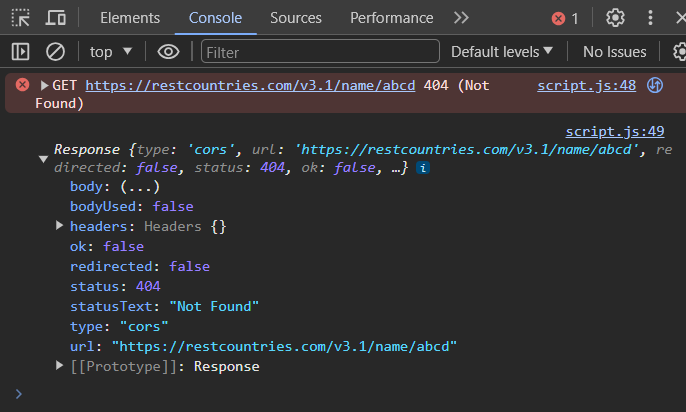 Elements Console Sources Performance 1
top Filter Default levels No Issues
GET https://restcountries.com/v3.1/name/abcd 404 (Not script.js:48
Found)
script.js:49
Response {type: 'cors', url: 'https://restcountries.com/v3.1/name/abcd', re
directed: false, status: 404, ok: false, …} i
body: (...)
bodyUsed: false
headers: Headers {}
ok: false
redirected: false
status: 404
statusText: "Not Found"
type: "cors"
url: "https://restcountries.com/v3.1/name/abcd"
[[Prototype]]: Response